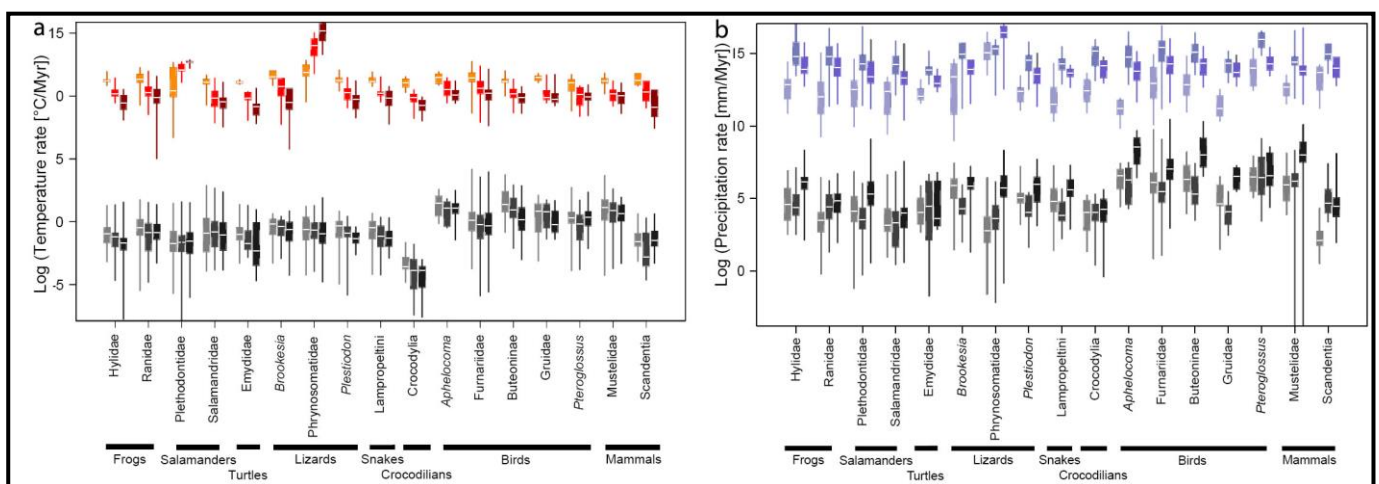 a
Log (Temperature rate [°C/Myr])
15
0
5
0
-5
Hylidae
Ranidae
Plethodontidae
Salamandridae
Emydidae
Brookesia
Phrynosomatidae
Plestiodon
Lampropeltini
Crocodylia
Aphelocoma
Furnariidae
Buteoninae
Gruidae
Pteroglossus
Mustelidae
Scandentia
Frogs
Salamanders
Turtles
Lizards
Snakes
Crocodilians
Birds
Mammals
b
Log (Precipitation rate [mm/Myr])
15
10
5
0
Hylidae
Ranidae
Plethodontidae
Salamandridae
Emydidae
Brookesia
Phrynosomatidae
Plestiodon
Lampropeltini
Crocodylia
Aphelocoma
Furnariidae
Buteoninae
Gruidae
Pteroglossus
Mustelidae
Scandentia
Frogs
Salamanders
Turtles
Lizards
Snakes
Crocodilians
Birds
Mammals